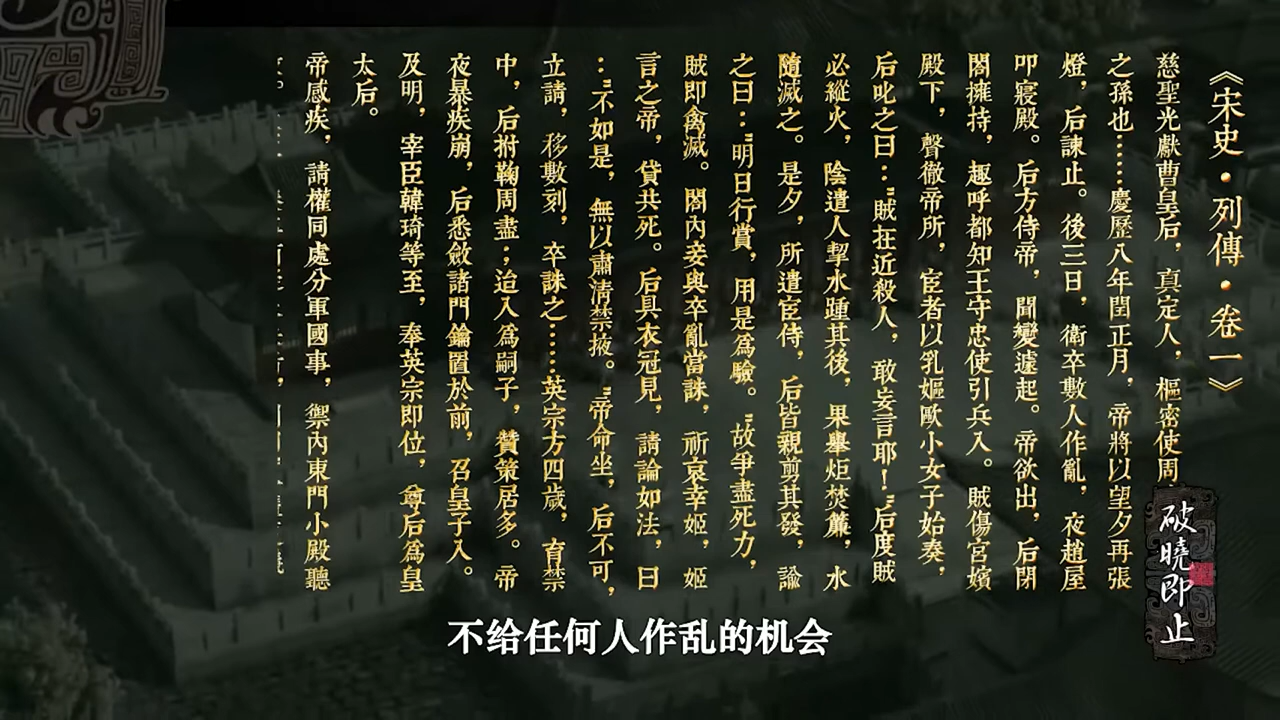 《宋史·列傳·卷一》
慈聖光獻曹皇后，真定人，樞密使周
之孫也……慶曆八年閏正月，帝將以望夕再張
燈，后諫止。後三日，衛卒數人作亂，夜趙屋
叩寢殿。后方侍帝，聞變遽起。帝欲出，后閉
閤擁持，趣呼都知王守忠使引兵入。賊傷宮嬪
殿下，聲徹帝所，宦者以乳嫗歐小女子始奏，
后叱之曰："賊在近殺人，敢妄言耶！"后度賊
必縱火，陰遣人挈水踵其後，果舉炬焚簾，水
隨滅之。是夕，所遣宦侍，后皆親剪其發，諭
之曰："明日行賞，用是為驗。"故爭盡死力，
賊即禽滅。閤內妾與卒亂當誅，祈哀幸姬，姬
言之帝，貸共死。后具衣冠見，請論如法，曰
："不如是，無以肅清禁掖。"帝命坐，后不可，
立請，移數刻，卒誅之……英宗方四歲，育禁
中，后拊鞠周盡；迨入為嗣子，贊策居多。帝
夜暴疾崩，后悉斂諸門鑰置於前，召皇子入。
及明，宰臣韓琦等至，奉英宗即位，尊后為皇
太后。
帝感疾，請權同處分軍國事，禦內東門小殿聽
破曉即止
不给任何人作乱的机会